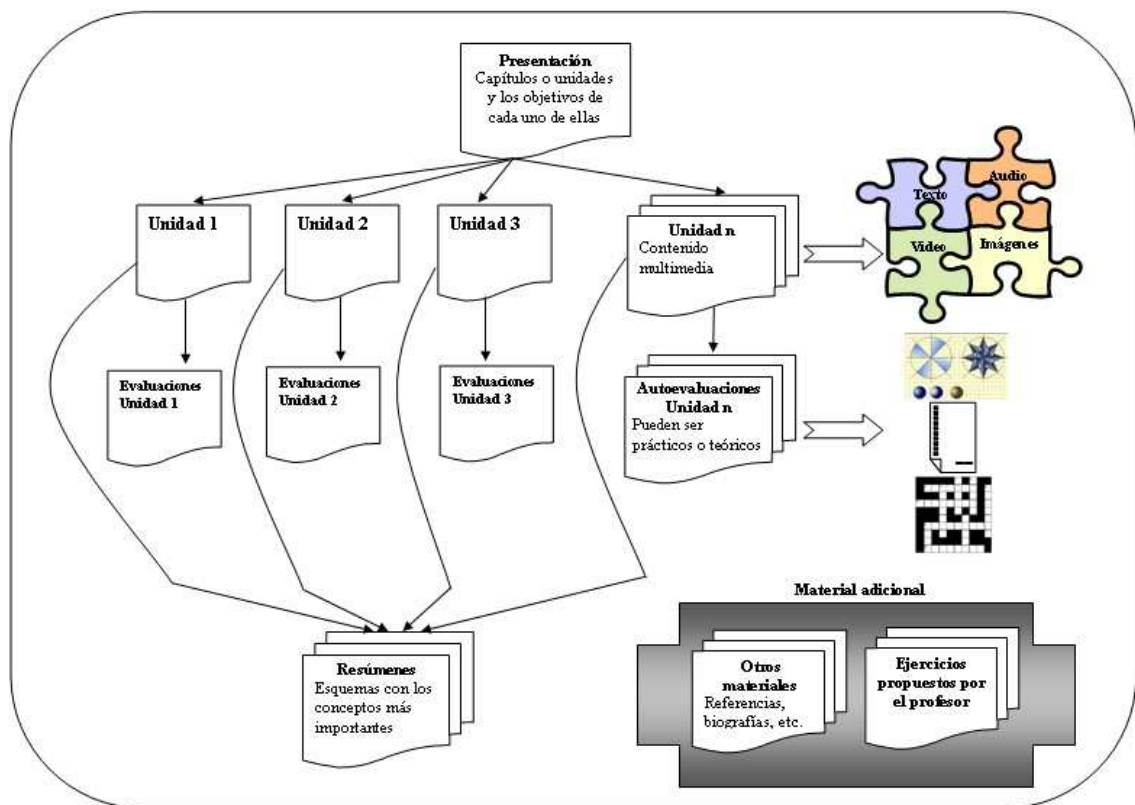 Presentación
Capítulos o unidades
y los objetivos de
cada uno de ellas
Unidad 1
Unidad 2
Unidad 3
Unidad n
Contenido
multimedia
Texto
Audio
Video
Imágenes
Evaluaciones
Unidad 1
Evaluaciones
Unidad 2
Evaluaciones
Unidad 3
Autoevaluaciones
Unidad n
Pueden ser
prácticos o teóricos
Resúmenes
Esquemas con los
conceptos más
importantes
Material adicional
Otros
materiales
Referencias,
biografías, etc.
Ejercicios
propuestos por
el profesor